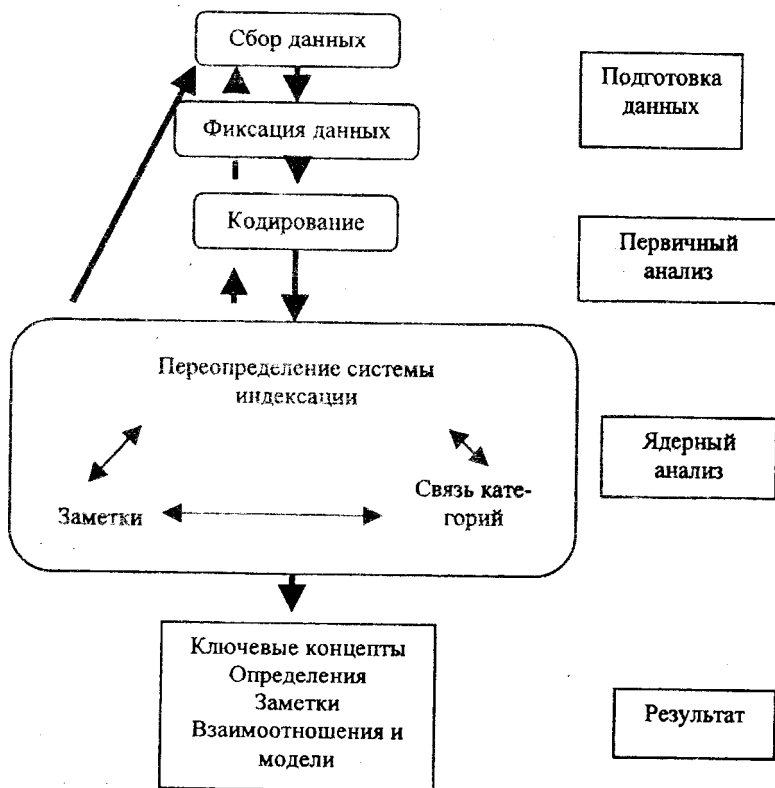 Сбор данных
Подготовка
данных
Фиксация данных
Кодирование
Первичный
анализ
Переопределение системы
индексации
Ядерный
анализ
Заметки
Связь кате-
горий
Ключевые концепты
Определения
Заметки
Взаимоотношения и
модели
Результат